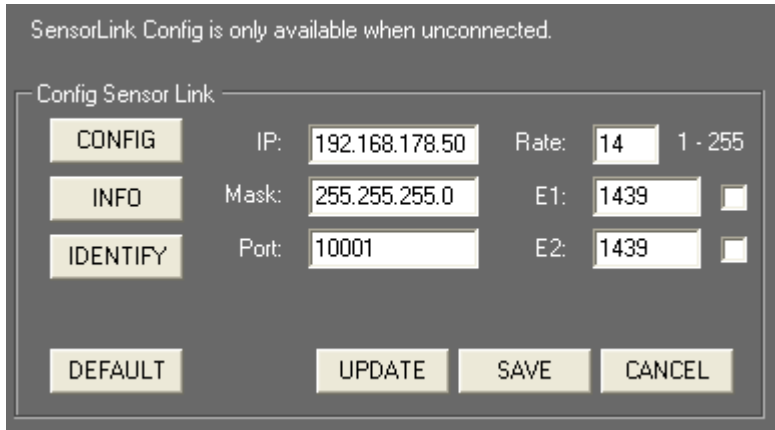 SensorLink Config is only available when unconnected.
Config Sensor Link
CONFIG IP: 192.168.178.50 Rate: 14 1 - 255
INFO Mask: 255.255.255.0 E1: 1439
IDENTIFY Port: 10001 E2: 1439
DEFAULT UPDATE SAVE CANCEL